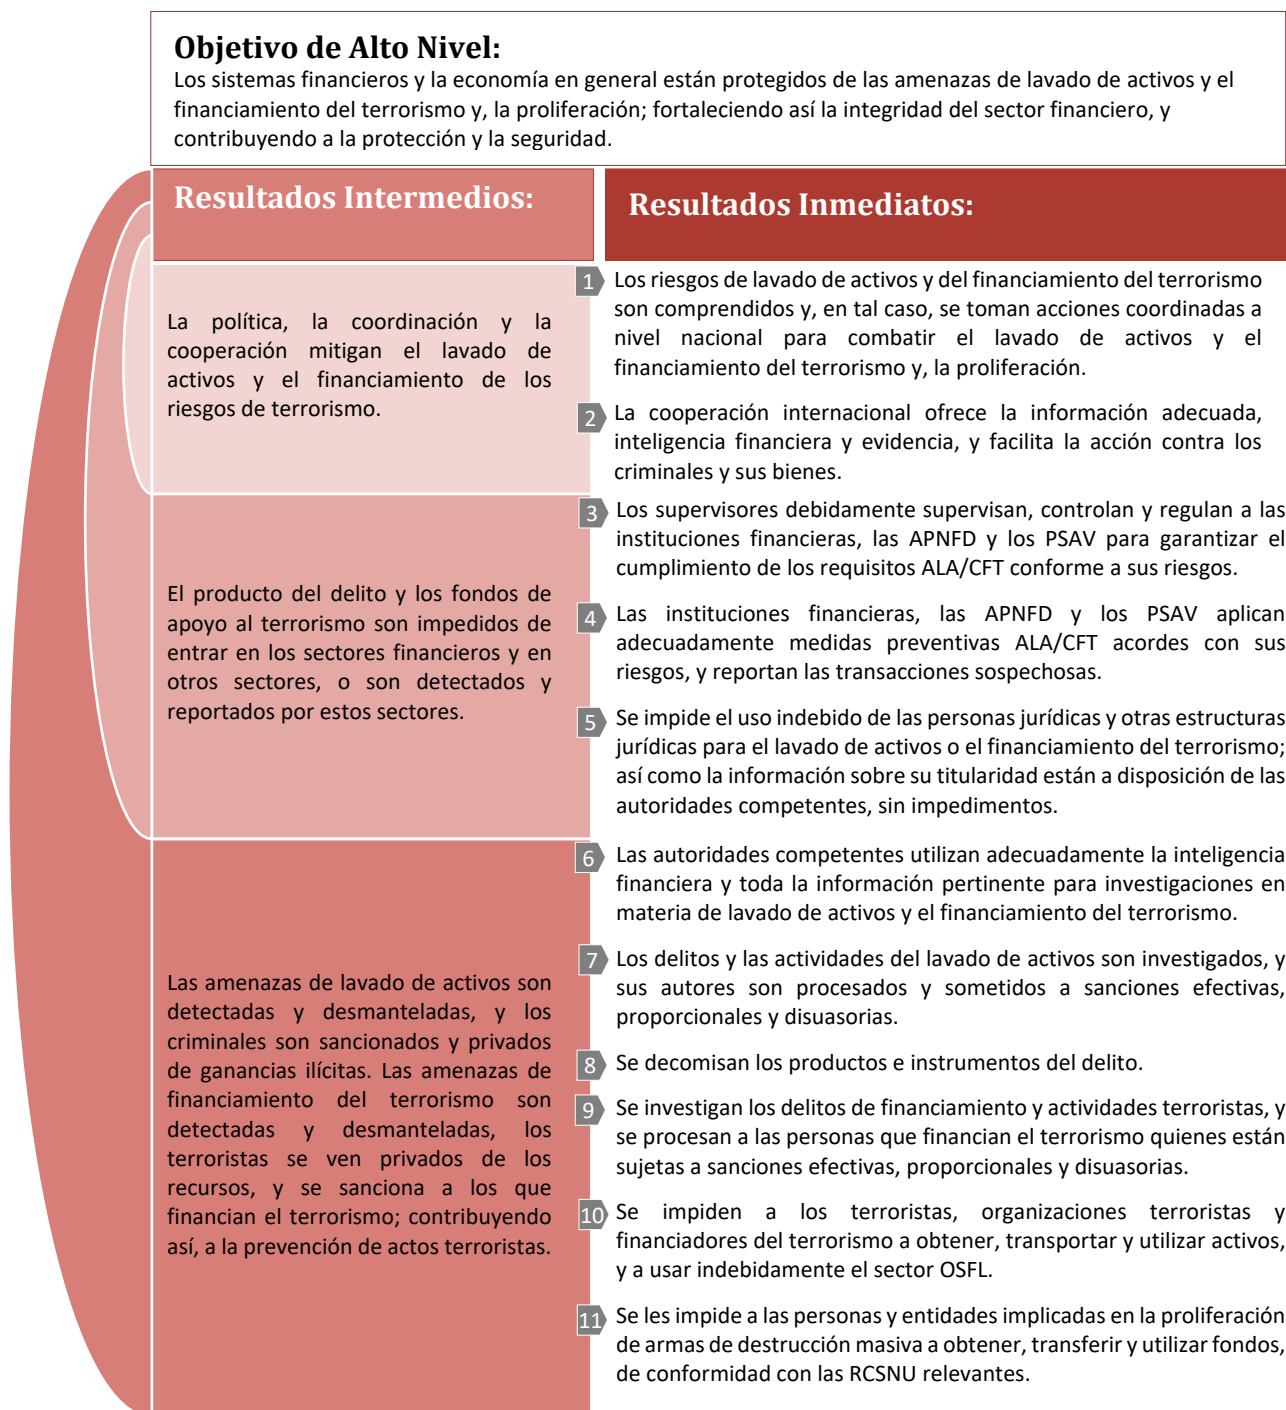 Objetivo de Alto Nivel:
Los sistemas financieros y la economía en general están protegidos de las amenazas de lavado de activos y el
financiamiento del terrorismo y, la proliferación; fortaleciendo así la integridad del sector financiero, y
contribuyendo a la protección y la seguridad.
Resultados Intermedios:
Resultados Inmediatos:
La política, la coordinación y la
cooperación mitigan el lavado de
activos y el financiamiento de los
riesgos de terrorismo.
1 Los riesgos de lavado de activos y del financiamiento del terrorismo
son comprendidos y, en tal caso, se toman acciones coordinadas a
nivel nacional para combatir el lavado de activos y el
financiamiento del terrorismo y, la proliferación.
2 La cooperación internacional ofrece la información adecuada,
inteligencia financiera y evidencia, y facilita la acción contra los
criminales y sus bienes.
El producto del delito y los fondos de
apoyo al terrorismo son impedidos de
entrar en los sectores financieros y en
otros sectores, o son detectados y
reportados por estos sectores.
3 Los supervisores debidamente supervisan, controlan y regulan a las
instituciones financieras, las APNFD y los PSAV para garantizar el
cumplimiento de los requisitos ALA/CFT conforme a sus riesgos.
4 Las instituciones financieras, las APNFD y los PSAV aplican
adecuadamente medidas preventivas ALA/CFT acordes con sus
riesgos, y reportan las transacciones sospechosas.
5 Se impide el uso indebido de las personas jurídicas y otras estructuras
jurídicas para el lavado de activos o el financiamiento del terrorismo;
así como la información sobre su titularidad están a disposición de las
autoridades competentes, sin impedimentos.
Las amenazas de lavado de activos son
detectadas y desmanteladas, y los
criminales son sancionados y privados
de ganancias ilícitas. Las amenazas de
financiamiento del terrorismo son
detectadas y desmanteladas, los
terroristas se ven privados de los
recursos, y se sanciona a los que
financian el terrorismo; contribuyendo
así, a la prevención de actos terroristas.
6 Las autoridades competentes utilizan adecuadamente la inteligencia
financiera y toda la información pertinente para investigaciones en
materia de lavado de activos y el financiamiento del terrorismo.
7 Los delitos y las actividades del lavado de activos son investigados, y
sus autores son procesados y sometidos a sanciones efectivas,
proporcionales y disuasorias.
8 Se decomisan los productos e instrumentos del delito.
9 Se investigan los delitos de financiamiento y actividades terroristas, y
se procesan a las personas que financian el terrorismo quienes están
sujetas a sanciones efectivas, proporcionales y disuasorias.
10 Se impiden a los terroristas, organizaciones terroristas y
financiadores del terrorismo a obtener, transportar y utilizar activos,
y a usar indebidamente el sector OSFL.
11 Se les impide a las personas y entidades implicadas en la proliferación
de armas de destrucción masiva a obtener, transferir y utilizar fondos,
de conformidad con las RCSNU relevantes.